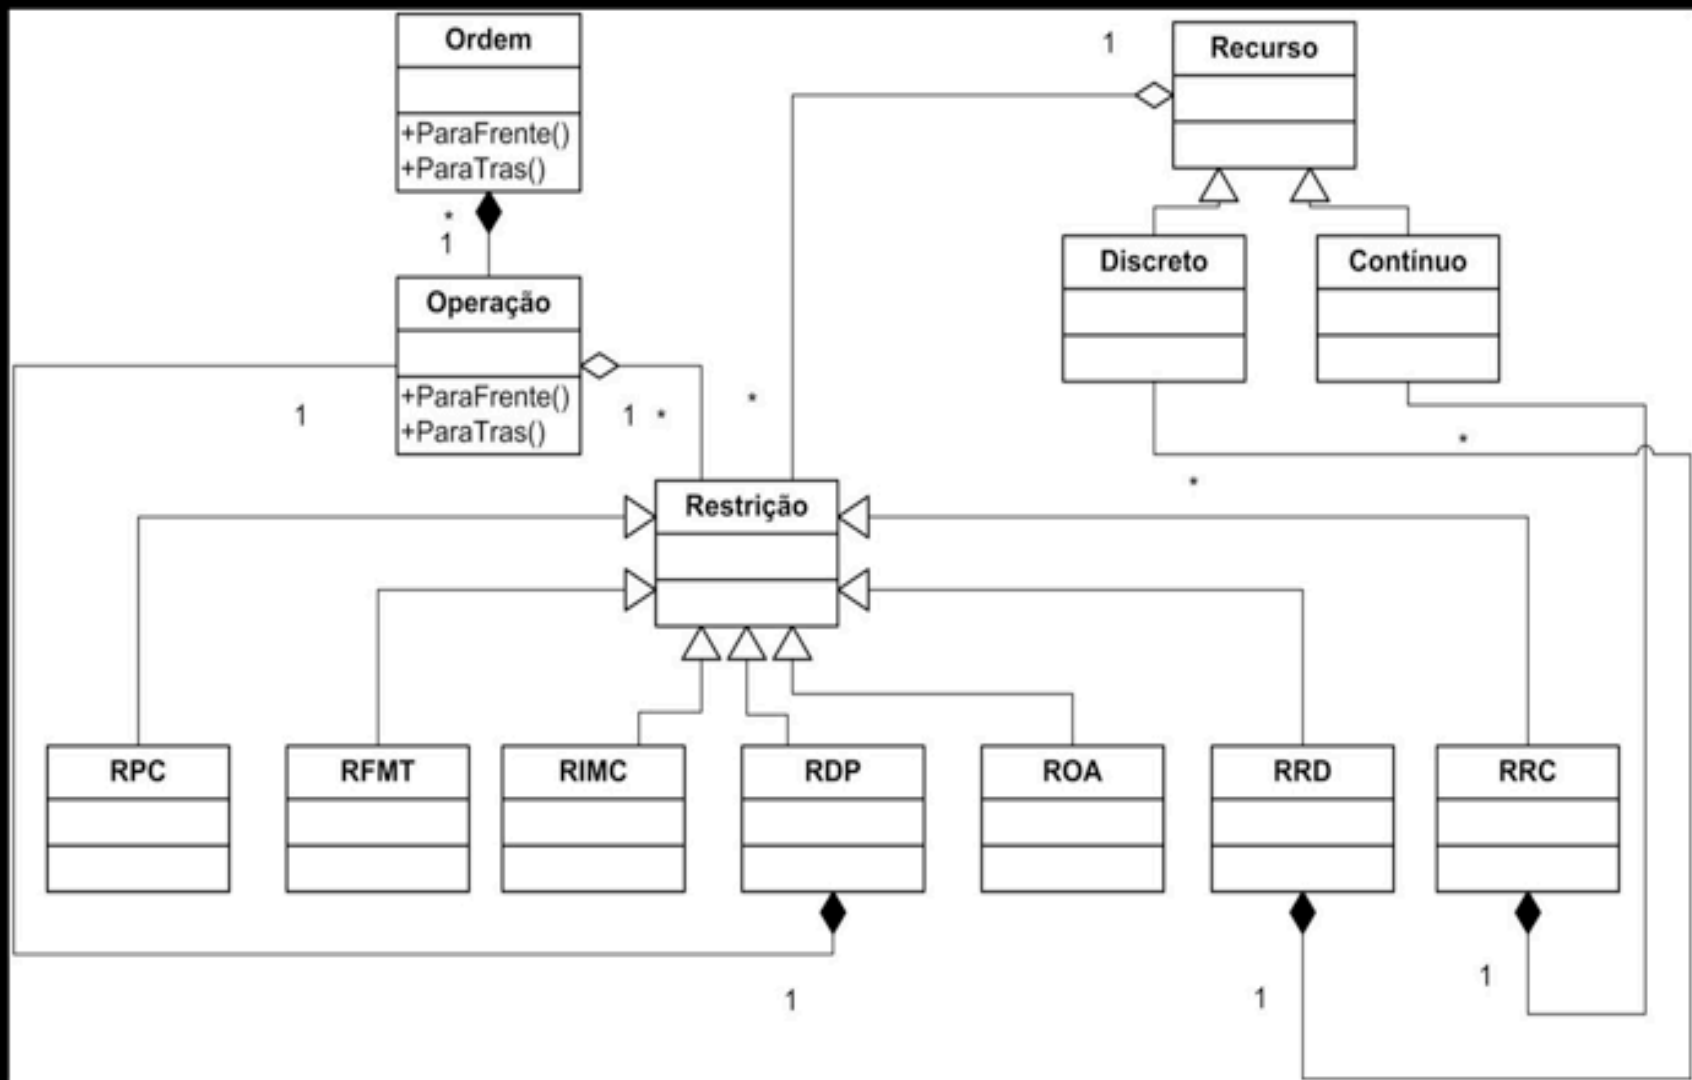 Ordem
+ParaFrente()
+ParaTras()
*
1
Operação
+ParaFrente()
+ParaTras()
1
1
*
*
1
Recurso
Discreto
Contínuo
*
*
Restrição
RPC
RFMT
RIMC
RDP
ROA
RRD
RRC
1
1
1